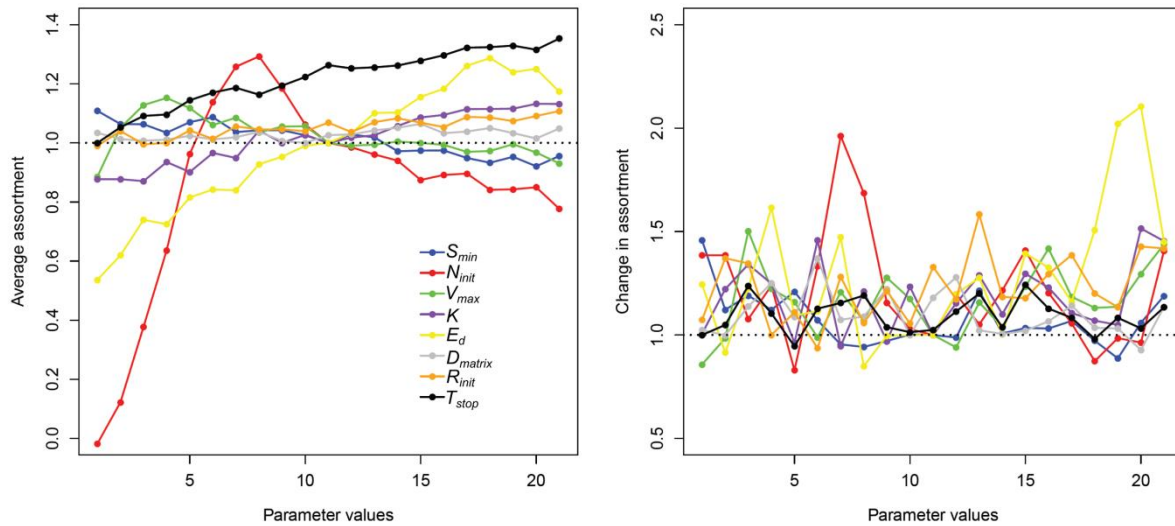 Average assortment
1.4
1.2
1.0
0.8
0.6
0.4
0.2
0.0
5
10
15
20
Parameter values
S_min
N_init
V_max
K
E_d
D_matrix
R_init
T_stop
Change in assortment
2.5
2.0
1.5
1.0
0.5
5
10
15
20
Parameter values